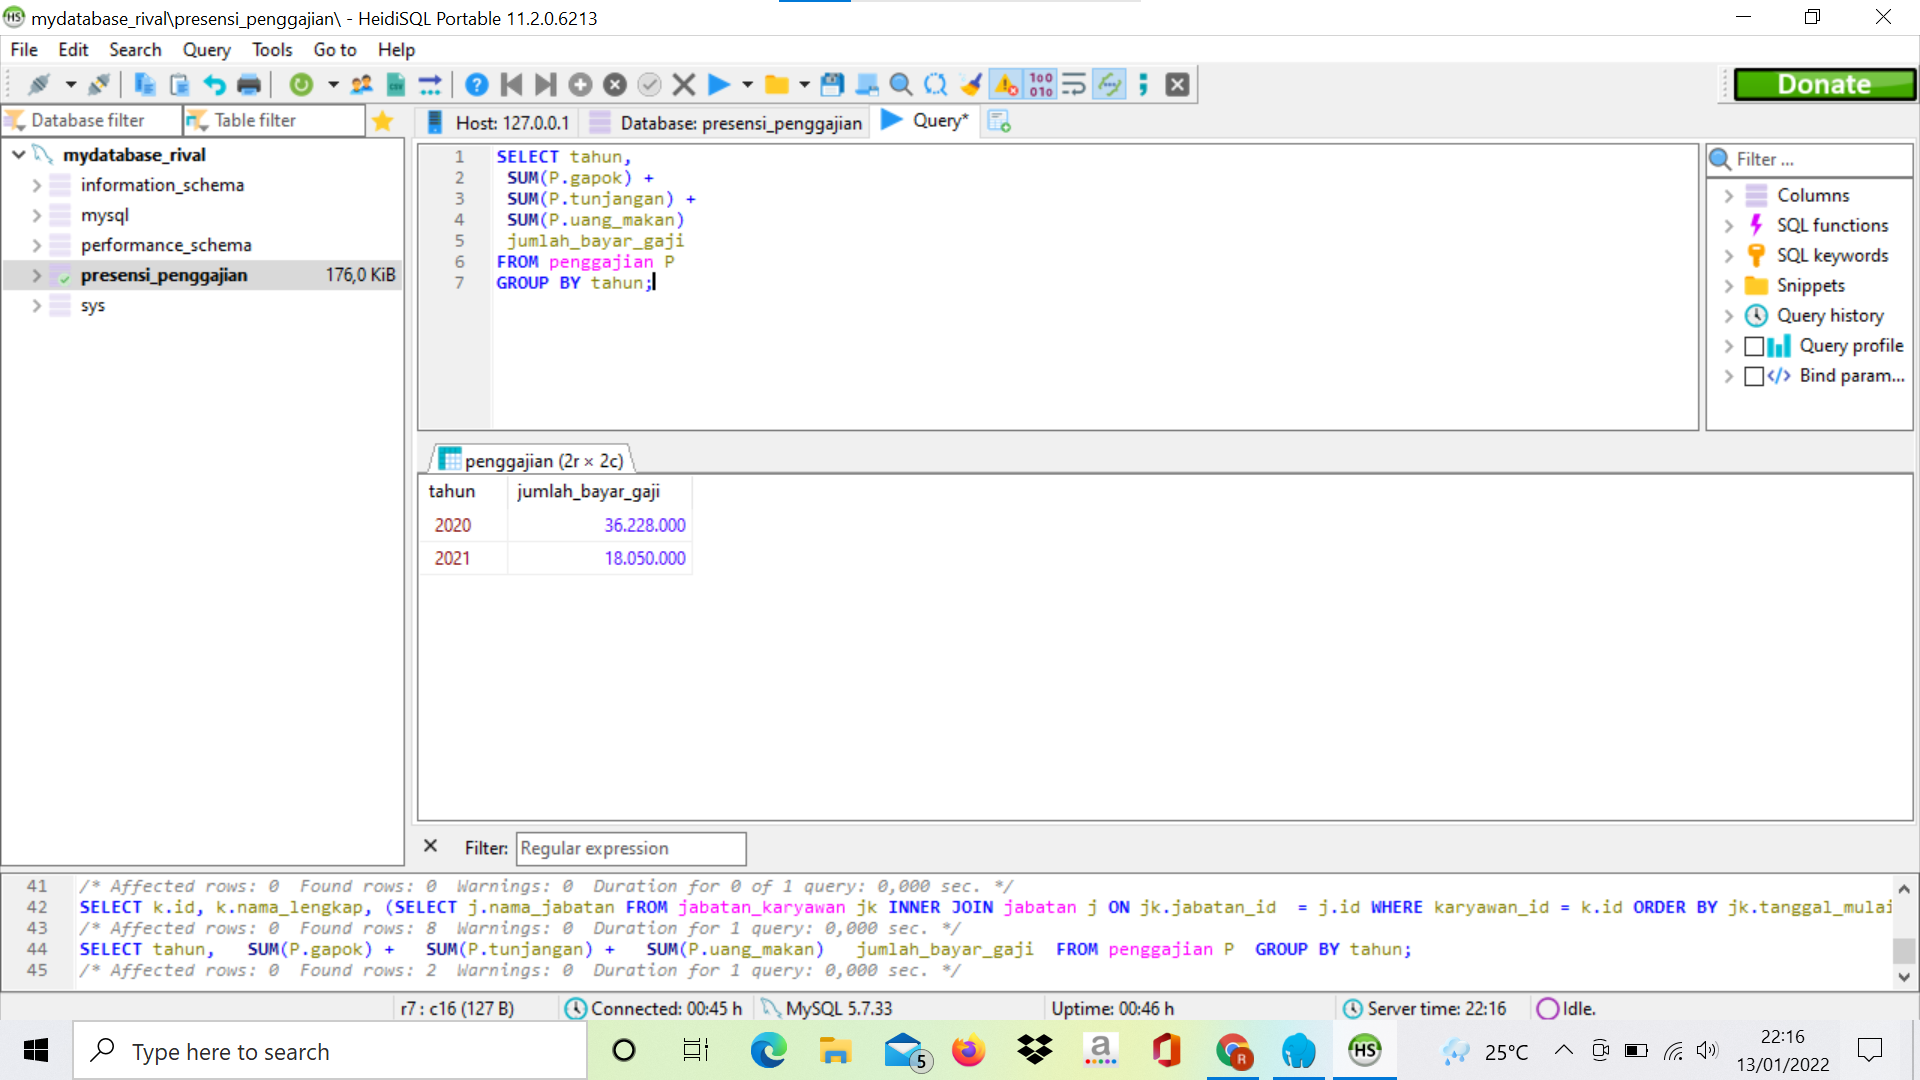 mydatabase_rival\presensi_penggajian\ - HeidiSQL Portable 11.2.0.6213
File Edit Search Query Tools Go to Help
Donate
Database filter Table filter
Host: 127.0.0.1 Database: presensi_penggajian Query*
mydatabase_rival
information_schema
mysql
performance_schema
presensi_penggajian 176,0 KiB
sys
1 SELECT tahun,
2 SUM(P.gapok) +
3 SUM(P.tunjangan) +
4 SUM(P.uang_makan)
5 jumlah_bayar_gaji
6 FROM penggajian P
7 GROUP BY tahun;
Filter ...
Columns
SQL functions
SQL keywords
Snippets
Query history
Query profile
Bind param...
penggajian (2r × 2c)
tahun jumlah_bayar_gaji
2020 36.228.000
2021 18.050.000
Filter: Regular expression
41 /* Affected rows: 0 Found rows: 0 Warnings: 0 Duration for 0 of 1 query: 0,000 sec. */
42 SELECT k.id, k.nama_lengkap, (SELECT j.nama_jabatan FROM jabatan_karyawan jk INNER JOIN jabatan j ON jk.jabatan_id = j.id WHERE karyawan_id = k.id ORDER BY jk.tanggal_mulai
43 /* Affected rows: 0 Found rows: 8 Warnings: 0 Duration for 1 query: 0,000 sec. */
44 SELECT tahun, SUM(P.gapok) + SUM(P.tunjangan) + SUM(P.uang_makan) jumlah_bayar_gaji FROM penggajian P GROUP BY tahun;
45 /* Affected rows: 0 Found rows: 2 Warnings: 0 Duration for 1 query: 0,000 sec. */
r7 : c16 (127 B) Connected: 00:45 h MySQL 5.7.33 Uptime: 00:46 h Server time: 22:16 Idle.
Type here to search
5
a
R
HS
25°C
22:16
13/01/2022